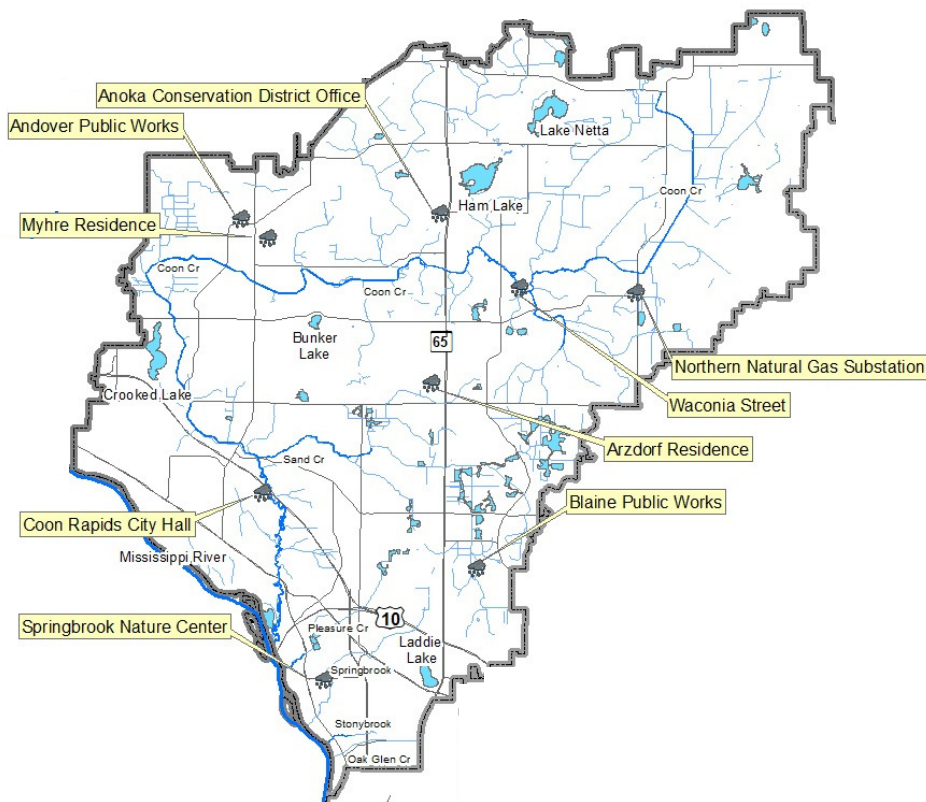 Anoka Conservation District Office
Andover Public Works
Lake Netta
Coon Cr
Ham Lake
Myhre Residence
Coon Cr
Coon Cr
Bunker
Lake
65
Northern Natural Gas Substation
Crooked Lake
Waconia Street
Arzdorf Residence
Sand Cr
Blaine Public Works
Coon Rapids City Hall
Mississippi River
10
Springbrook Nature Center
Pleasure Cr
Laddie
Lake
Springbrook
Stonybrook
Oak Glen Cr